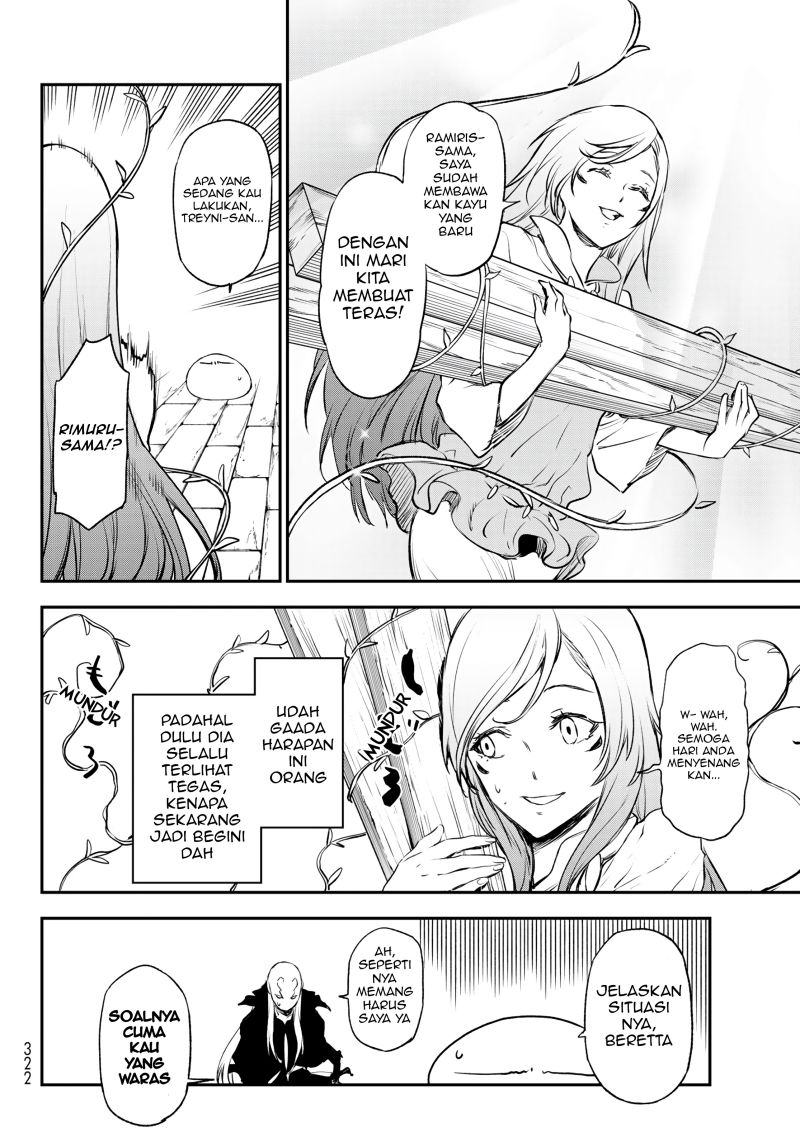 RAMIRIS-
SAMA,
SAYA
SUDAH
MEMBAWA
KAN KAYU
YANG
BARU
DENGAN
INI MARI
KITA
MEMBUAT
TERAS!
APA YANG
SEDANG KAU
LAKUKAN,
TREYNI-SAN...
RIMURU-
SAMA!?
W- WAH,
WAH.
SEMOGA
HARI ANDA
MENYENANG
KAN...
MUNDUR
UDAH
GAADA
HARAPAN
INI
ORANG
PADAHAL
DULU DIA
SELALU
TERLIHAT
TEGAS,
KENAPA
SEKARANG
JADI BEGINI
DAH
MUNDUR
JELASKAN
SITUASI
NYA,
BERETTA
AH,
SEPERTI
NYA
MEMANG
HARUS
SAYA YA
SOALNYA
CUMA
KAU
YANG
WARAS
322